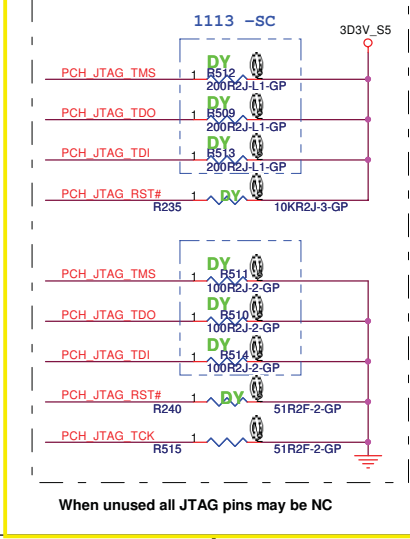 1113 -SC
3D3V_S5
PCH_JTAG_TMS 1 DY R512
200R2J-L1-GP
PCH_JTAG_TDO 1 DY R509
200R2J-L1-GP
PCH_JTAG_TDI 1 DY R513
200R2J-L1-GP
PCH_JTAG_RST# 1 DY
R235 10KR2J-3-GP
PCH_JTAG_TMS 1 DY R511
100R2J-2-GP
PCH_JTAG_TDO 1 DY R510
100R2J-2-GP
PCH_JTAG_TDI 1 DY R514
100R2J-2-GP
PCH_JTAG_RST# 1 DY
R240 51R2F-2-GP
PCH_JTAG_TCK 1
R515 51R2F-2-GP
When unused all JTAG pins may be NC